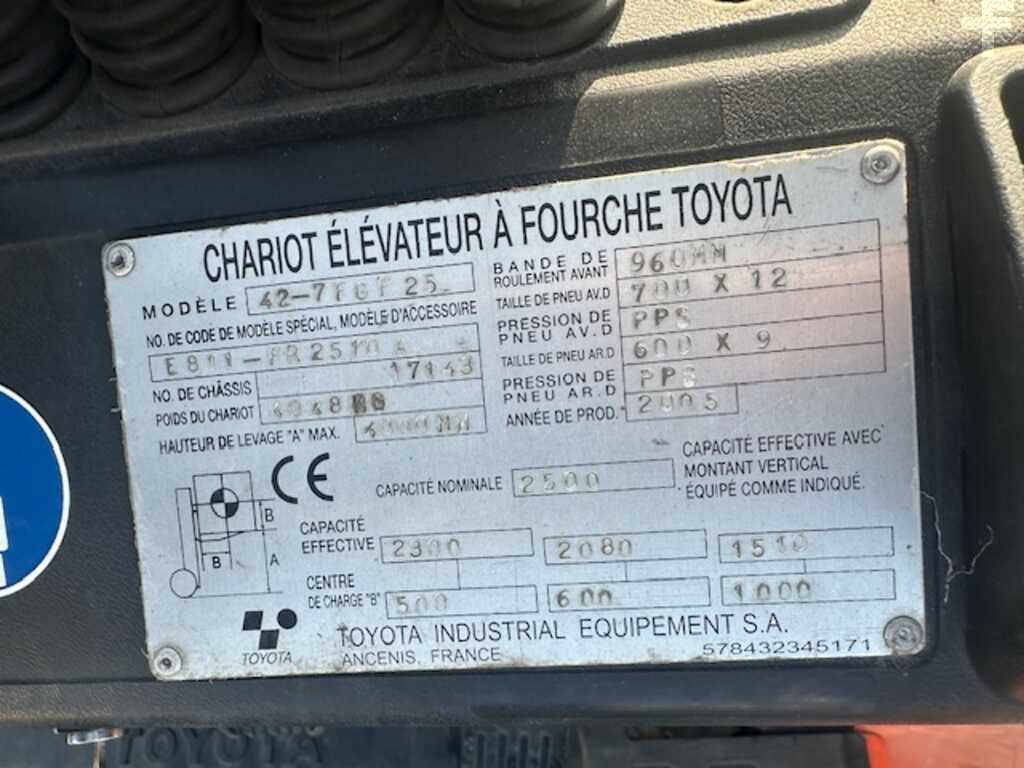 CHARIOT ÉLÉVATEUR À FOURCHE TOYOTA
MODÈLE
NO. DE CODE DE MODÈLE SPÉCIAL, MODÈLE D'ACCESSOIRE
NO. DE CHÂSSIS 17143
POIDS DU CHARIOT
HAUTEUR DE LEVAGE "A" MAX. 4000MM
BANDE DE ROULEMENT AVANT 960MM
TAILLE DE PNEU AV.D 700 X 12
PRESSION DE PNEU AV.D PPS
TAILLE DE PNEU AR.D 600 X 9
PRESSION DE PNEU AR.D PPS
ANNÉE DE PROD. 2005
CE
B
B
A
CAPACITÉ NOMINALE 2500
CAPACITÉ EFFECTIVE AVEC
MONTANT VERTICAL
ÉQUIPÉ COMME INDIQUÉ.
CAPACITÉ EFFECTIVE 2300 2080 1510
CENTRE DE CHARGE "B" 500 600 1000
TOYOTA
TOYOTA INDUSTRIAL EQUIPEMENT S.A.
ANCENIS, FRANCE
578432345171
TOYOTA